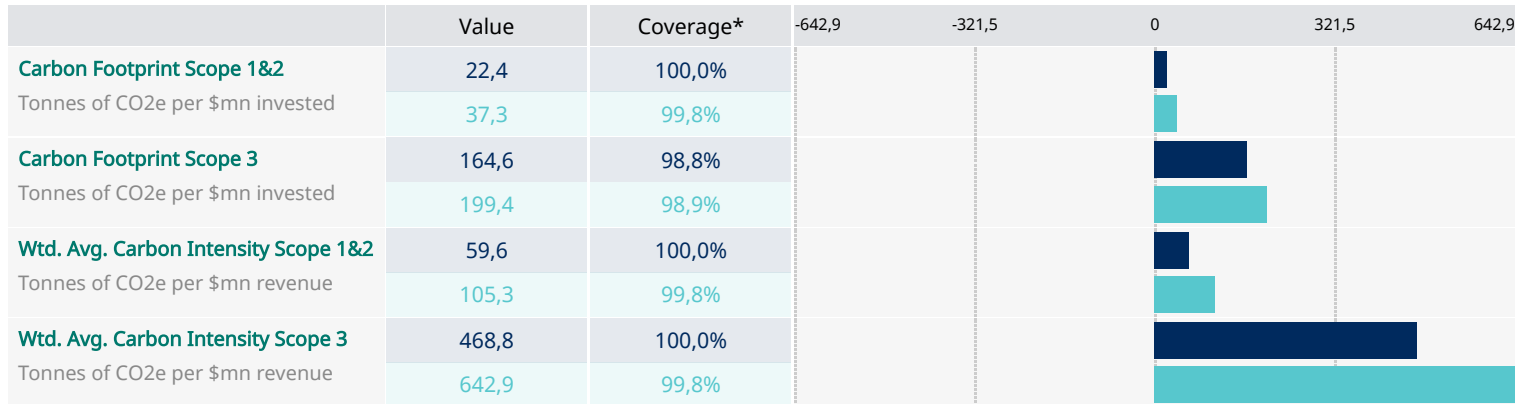 Value Coverage* -642,9 -321,5 0 321,5 642,9
Carbon Footprint Scope 1&2 22,4 100,0%
Tonnes of CO2e per $mn invested 37,3 99,8%
Carbon Footprint Scope 3 164,6 98,8%
Tonnes of CO2e per $mn invested 199,4 98,9%
Wtd. Avg. Carbon Intensity Scope 1&2 59,6 100,0%
Tonnes of CO2e per $mn revenue 105,3 99,8%
Wtd. Avg. Carbon Intensity Scope 3 468,8 100,0%
Tonnes of CO2e per $mn revenue 642,9 99,8%